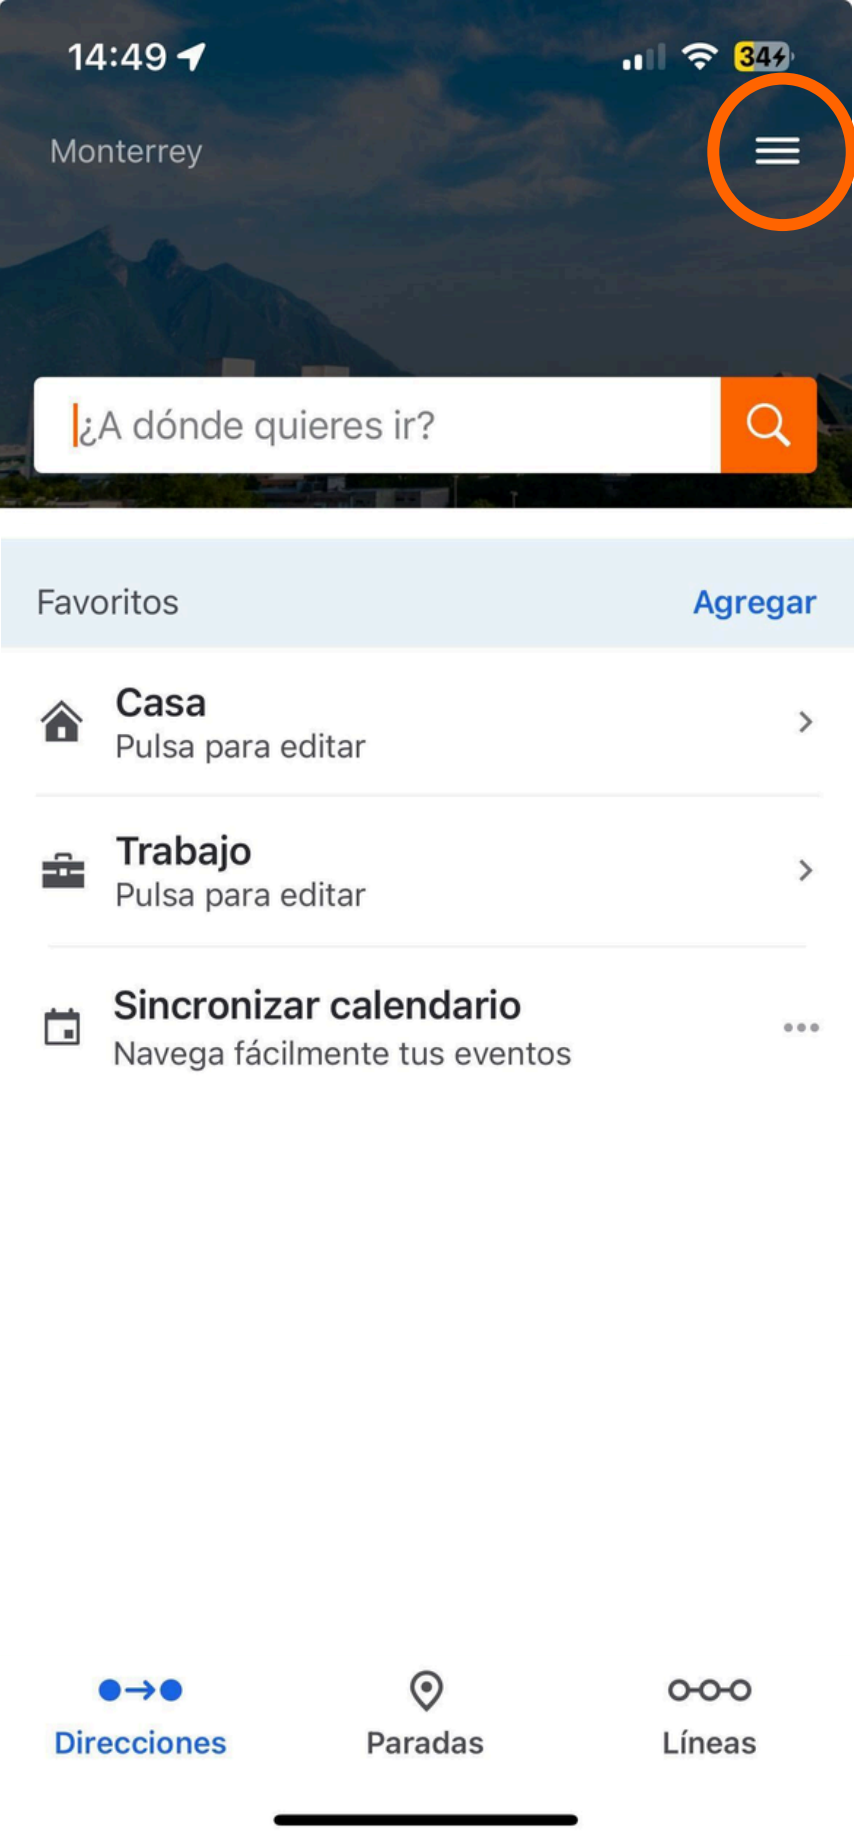 14:49
34
Monterrey
¿A dónde quieres ir?
Favoritos
Agregar
Casa
Pulsa para editar
Trabajo
Pulsa para editar
Sincronizar calendario
Navega fácilmente tus eventos
Direcciones
Paradas
Líneas